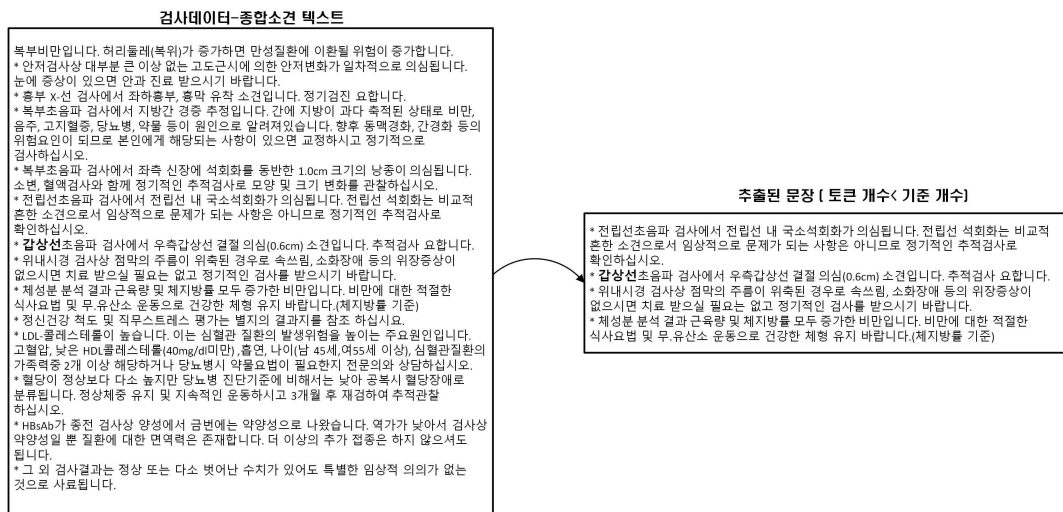 검사데이터-종합소견 텍스트
복부비만입니다. 허리둘레(복위)가 증가하면 만성질환에 이환될 위험이 증가합니다.
* 안저검사상 대부분 큰 이상 없는 고도근시에 의한 안저변화가 일차적으로 의심됩니다.
눈에 증상이 있으면 안과 진료 받으시기 바랍니다.
* 흉부 X-선 검사에서 좌하흉부, 흉막 유착 소견입니다. 정기검진 요합니다.
* 복부초음파 검사에서 지방간 경증 추정입니다. 간에 지방이 과다 축적된 상태로 비만,
음주, 고지혈증, 당뇨병, 약물 등이 원인으로 알려져있습니다. 향후 동맥경화, 간경화 등의
위험요인이 되므로 본인에게 해당되는 사항이 있으면 교정하시고 정기적으로
검사하십시오.
* 복부초음파 검사에서 좌측 신장에 석회화를 동반한 1.0cm 크기의 낭종이 의심됩니다.
소변, 혈액검사와 함께 정기적인 추적검사로 모양 및 크기 변화를 관찰하십시오.
* 전립선초음파 검사에서 전립선 내 국소석회화가 의심됩니다. 전립선 석회화는 비교적
흔한 소견으로서 임상적으로 문제가 되는 사항은 아니므로 정기적인 추적검사로
확인하십시오.
* 갑상선초음파 검사에서 우측갑상선 결절 의심(0.6cm) 소견입니다. 추적검사 요합니다.
* 위내시경 검사상 점막의 주름이 위축된 경우로 속쓰림, 소화장애 등의 위장증상이
없으시면 치료 받으실 필요는 없고 정기적인 검사를 받으시기 바랍니다.
* 체성분 분석 결과 근육량 및 체지방률 모두 증가한 비만입니다. 비만에 대한 적절한
식사요법 및 무.유산소 운동으로 건강한 체형 유지 바랍니다.(체지방률 기준)
* 정신건강 척도 및 직무스트레스 평가는 별지의 결과지를 참조 하십시요.
* LDL-콜레스테롤이 높습니다. 이는 심혈관 질환의 발생위험을 높이는 주요원인입니다.
고혈압, 낮은 HDL콜레스테롤(40mg/dl미만) ,흡연, 나이(남 45세,여55세 이상), 심혈관질환의
가족력중 2개 이상 해당하거나 당뇨병시 약물요법이 필요한지 전문의와 상담하십시오.
* 혈당이 정상보다 다소 높지만 당뇨병 진단기준에 비해서는 낮아 공복시 혈당장애로
분류됩니다. 정상체중 유지 및 지속적인 운동하시고 3개월 후 재검하여 추적관찰
하십시오.
* HBsAb가 종전 검사상 양성에서 금번에는 약양성으로 나왔습니다. 역가가 낮아서 검사상
약양성일 뿐 질환에 대한 면역력은 존재합니다. 더 이상의 추가 접종은 하지 않으셔도
됩니다.
* 그 외 검사결과는 정상 또는 다소 벗어난 수치가 있어도 특별한 임상적 의의가 없는
것으로 사료됩니다.
추출된 문장 [ 토큰 개수< 기준 개수]
* 전립선초음파 검사에서 전립선 내 국소석회화가 의심됩니다. 전립선 석회화는 비교적
흔한 소견으로서 임상적으로 문제가 되는 사항은 아니므로 정기적인 추적검사로
확인하십시오.
* 갑상선초음파 검사에서 우측갑상선 결절 의심(0.6cm) 소견입니다. 추적검사 요합니다.
* 위내시경 검사상 점막의 주름이 위축된 경우로 속쓰림, 소화장애 등의 위장증상이
없으시면 치료 받으실 필요는 없고 정기적인 검사를 받으시기 바랍니다.
* 체성분 분석 결과 근육량 및 체지방률 모두 증가한 비만입니다. 비만에 대한 적절한
식사요법 및 무.유산소 운동으로 건강한 체형 유지 바랍니다.(체지방률 기준)